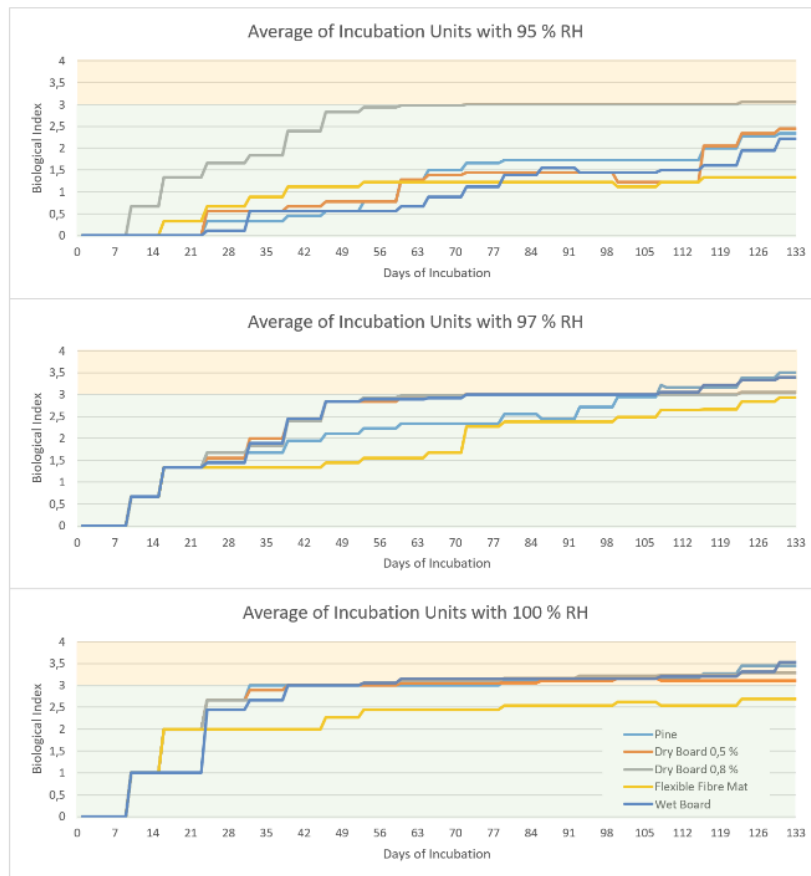 Average of Incubation Units with 95 % RH
Biological Index
4
3,5
3
2,5
2
1,5
1
0,5
0
0 7 14 21 28 35 42 49 56 63 70 77 84 91 98 105 112 119 126 133
Days of Incubation
Average of Incubation Units with 97 % RH
Biological Index
4
3,5
3
2,5
2
1,5
1
0,5
0
0 7 14 21 28 35 42 49 56 63 70 77 84 91 98 105 112 119 126 133
Days of Incubation
Average of Incubation Units with 100 % RH
Biological Index
4
3,5
3
2,5
2
1,5
1
0,5
0
Pine
Dry Board 0,5 %
Dry Board 0,8 %
Flexible Fibre Mat
Wet Board
0 7 14 21 28 35 42 49 56 63 70 77 84 91 98 105 112 119 126 133
Days of Incubation